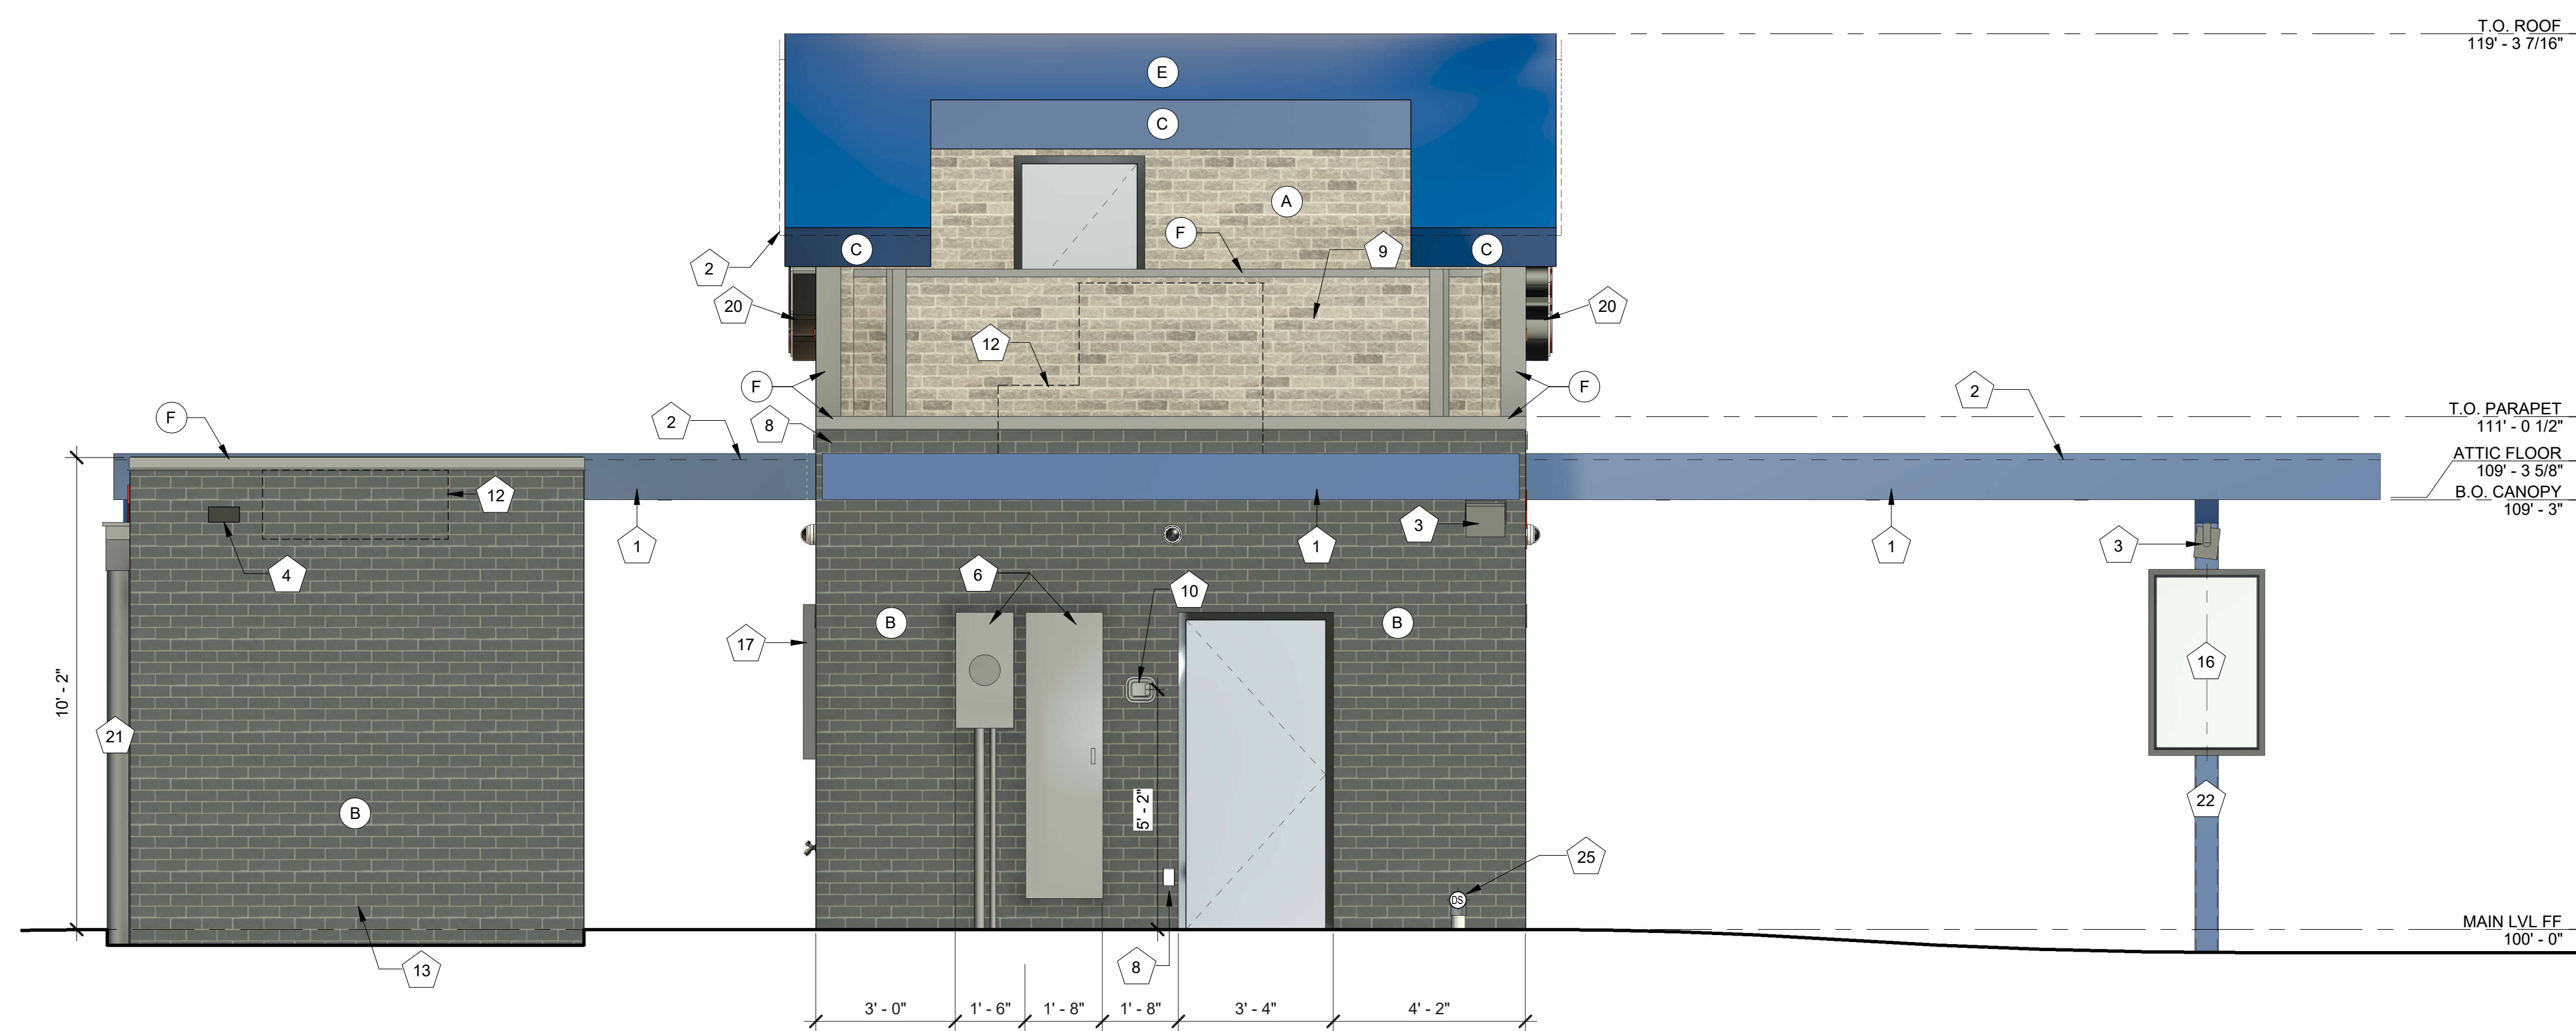 T.O. ROOF
119' - 3 7/16"
E
C
A
F
9
C
C
2
20
20
12
F
F
2
F
2
8
T.O. PARAPET
111' - 0 1/2"
ATTIC FLOOR
109' - 3 5/8"
B.O. CANOPY
109' - 3"
12
4
1
3
1
1
3
6
10
B
B
17
16
10' - 2"
21
B
5' - 2"
22
25
DS
MAIN LVL FF
100' - 0"
13
8
3' - 0"
1' - 6"
1' - 8"
1' - 8"
3' - 4"
4' - 2"